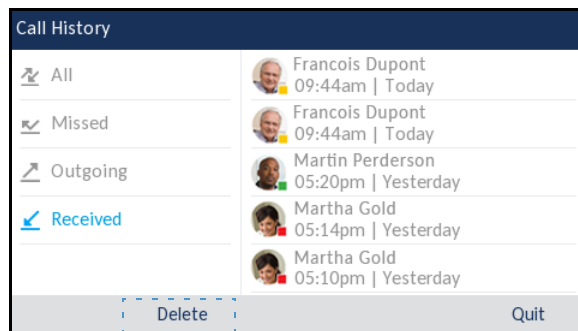 Call History
All
Missed
Outgoing
Received
Francois Dupont
09:44am | Today
Francois Dupont
09:44am | Today
Martin Perderson
05:20pm | Yesterday
Martha Gold
05:14pm | Yesterday
Martha Gold
05:10pm | Yesterday
Delete
Quit